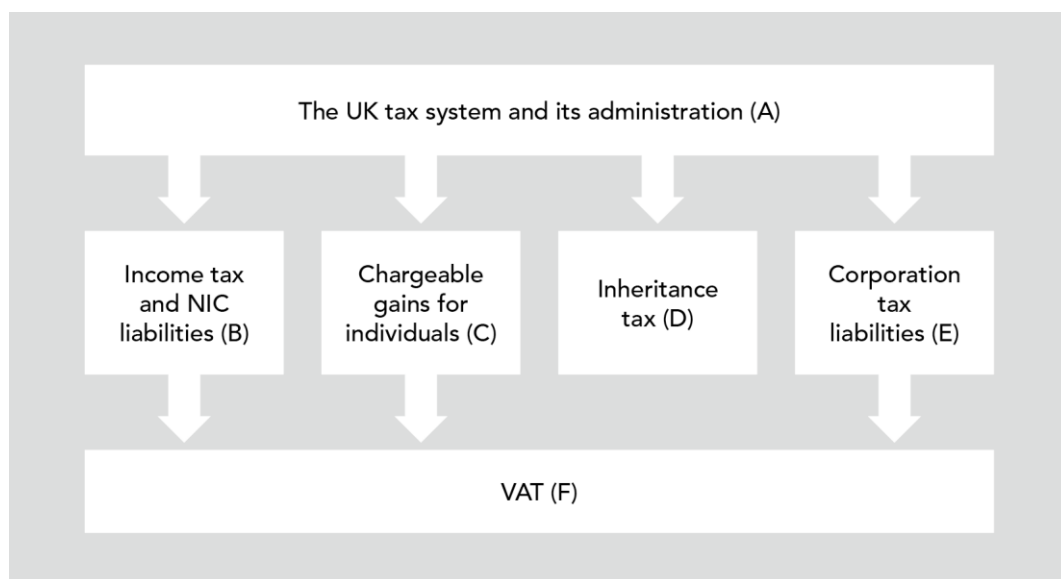 The UK tax system and its administration (A)
Income tax
and NIC
liabilities (B)
Chargeable
gains for
individuals (C)
Inheritance
tax (D)
Corporation
tax
liabilities (E)
VAT (F)